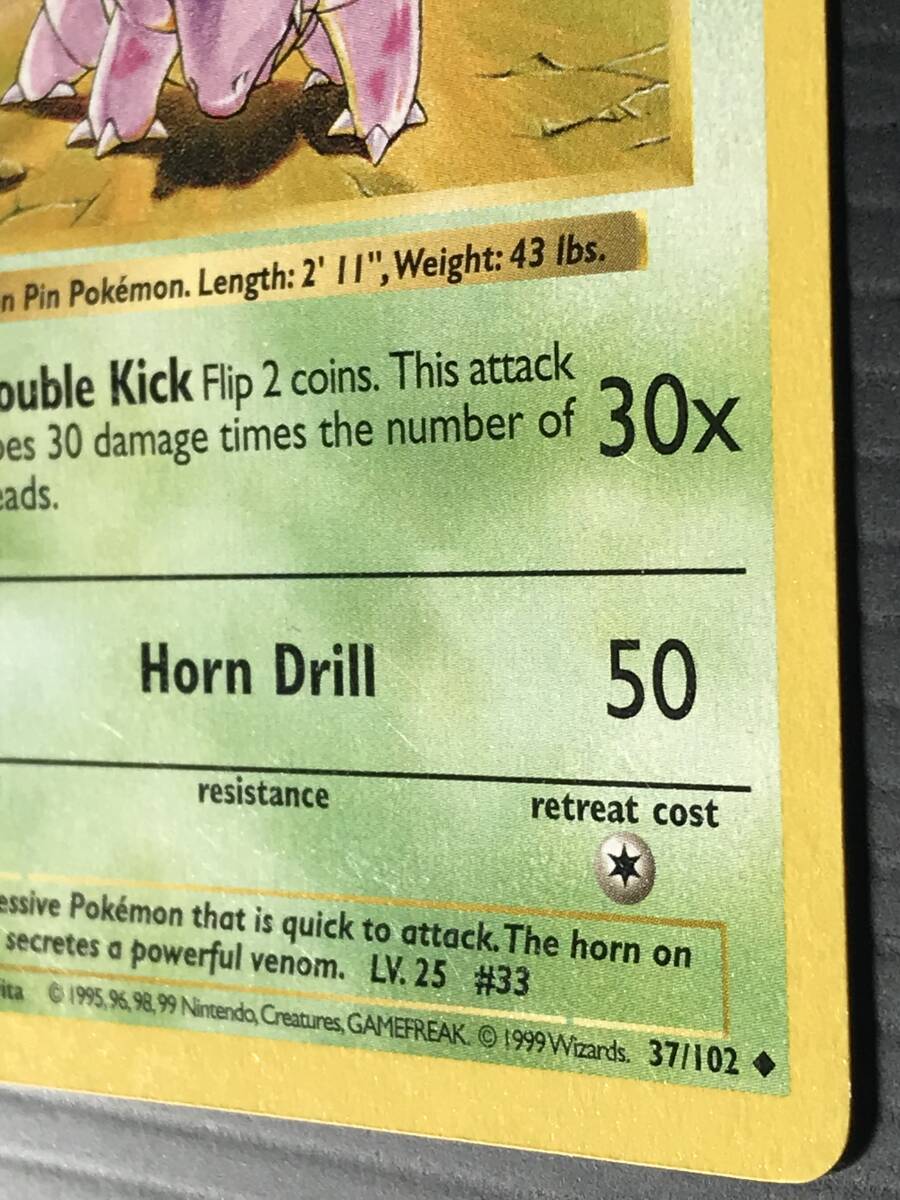 n Pin Pokémon. Length: 2' 11", Weight: 43 lbs.
ouble Kick Flip 2 coins. This attack
oes 30 damage times the number of 30x
eads.
Horn Drill 50
resistance retreat cost
essive Pokémon that is quick to attack. The horn on
secretes a powerful venom. LV. 25 #33
ita © 1995, 96, 98, 99 Nintendo, Creatures, GAMEFREAK. © 1999 Wizards. 37/102